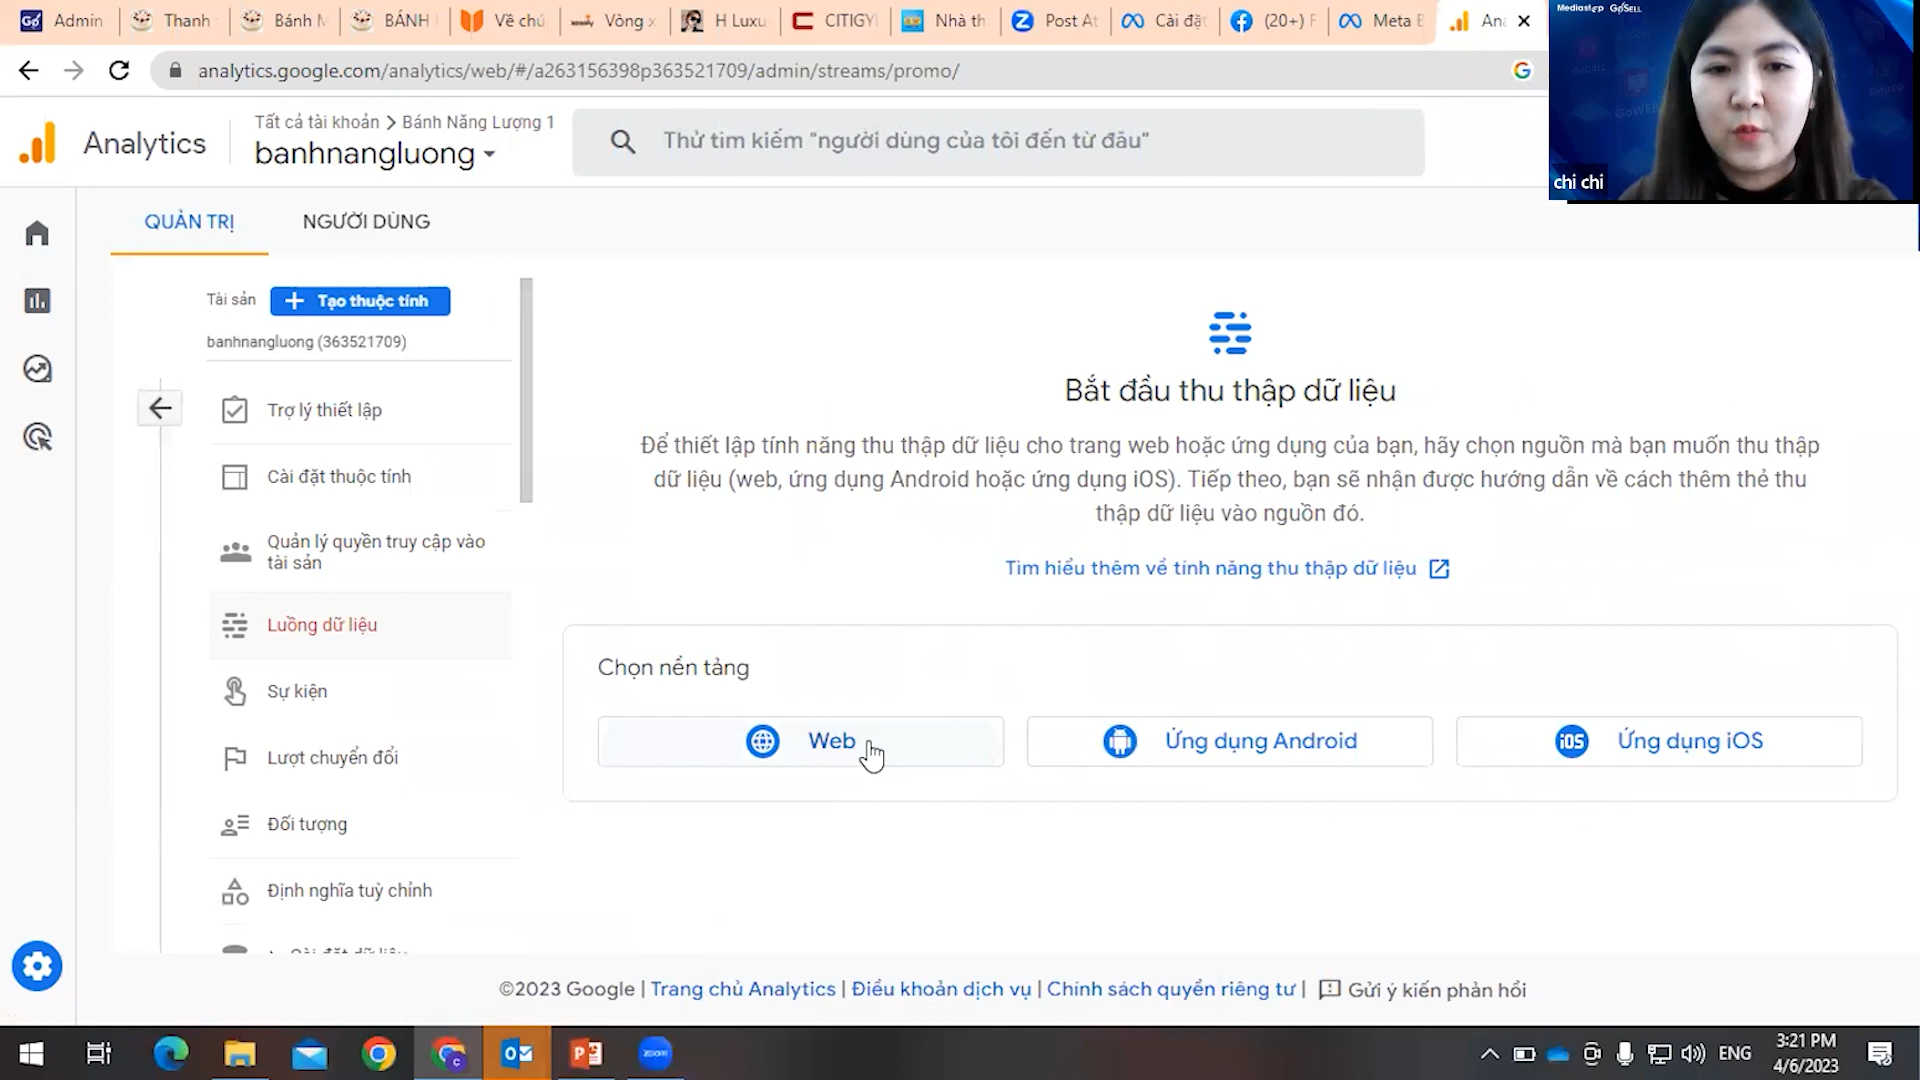 Admin
Thanh
Bánh
BÁNH
Về chú
Vòng x
H Luxu
CITIGY
Nhà th
Post At
Cài đặt
(20+) F
Meta B
Ana
analytics.google.com/analytics/web/#/a263156398p363521709/admin/streams/promo/
Mediastep GoSELL
chi chi
Analytics
Tất cả tài khoản > Bánh Năng Lượng 1
banhnangluong
Thử tìm kiếm "người dùng của tôi đến từ đâu"
QUẢN TRỊ
NGƯỜI DÙNG
Tài sản
+ Tạo thuộc tính
banhnangluong (363521709)
Trợ lý thiết lập
Cài đặt thuộc tính
Quản lý quyền truy cập vào
tài sản
Luồng dữ liệu
Sự kiện
Lượt chuyển đổi
Đối tượng
Định nghĩa tuỳ chỉnh
Cài đặt dữ liệu
Bắt đầu thu thập dữ liệu
Để thiết lập tính năng thu thập dữ liệu cho trang web hoặc ứng dụng của bạn, hãy chọn nguồn mà bạn muốn thu thập
dữ liệu (web, ứng dụng Android hoặc ứng dụng iOS). Tiếp theo, bạn sẽ nhận được hướng dẫn về cách thêm thẻ thu
thập dữ liệu vào nguồn đó.
Tìm hiểu thêm về tính năng thu thập dữ liệu
Chọn nền tảng
Web
Ứng dụng Android
iOS Ứng dụng iOS
©2023 Google | Trang chủ Analytics | Điều khoản dịch vụ | Chính sách quyền riêng tư | Gửi ý kiến phản hồi
zoom
ENG
3:21 PM
4/6/2023